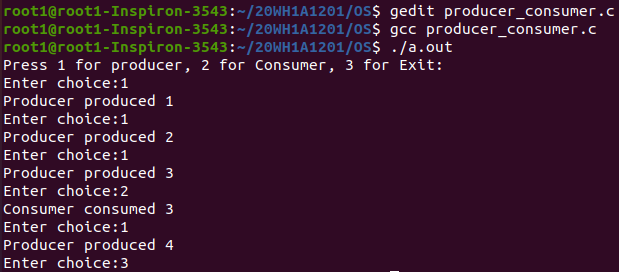 root1@root1-Inspiron-3543:~/20WH1A1201/OS$ gedit producer_consumer.c
root1@root1-Inspiron-3543:~/20WH1A1201/OS$ gcc producer_consumer.c
root1@root1-Inspiron-3543:~/20WH1A1201/OS$ ./a.out
Press 1 for producer, 2 for Consumer, 3 for Exit:
Enter choice:1
Producer produced 1
Enter choice:1
Producer produced 2
Enter choice:1
Producer produced 3
Enter choice:2
Consumer consumed 3
Enter choice:1
Producer produced 4
Enter choice:3